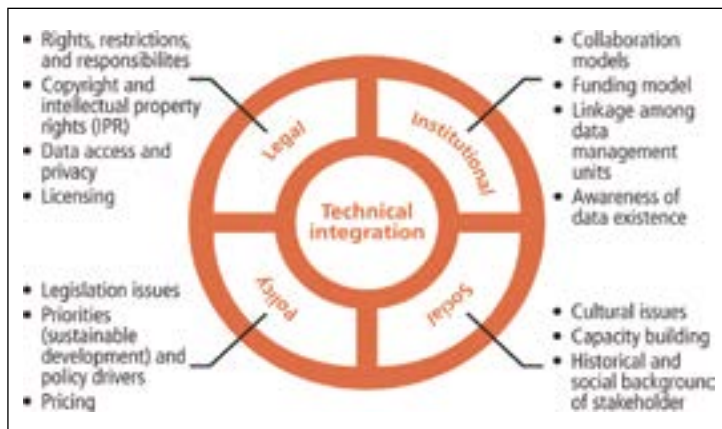 • Rights, restrictions,
and responsibilites
• Copyright and
intellectual property
rights (IPR)
• Data access and
privacy
• Licensing
• Collaboration
models
• Funding model
• Linkage among
data
management
units
• Awareness of
data existence
Legal
Institutional
Technical
integration
Policy
Social
• Legislation issues
• Priorities
(sustainable
development) and
policy drivers
• Pricing
• Cultural issues
• Capacity building
• Historical and
social background
of stakeholder